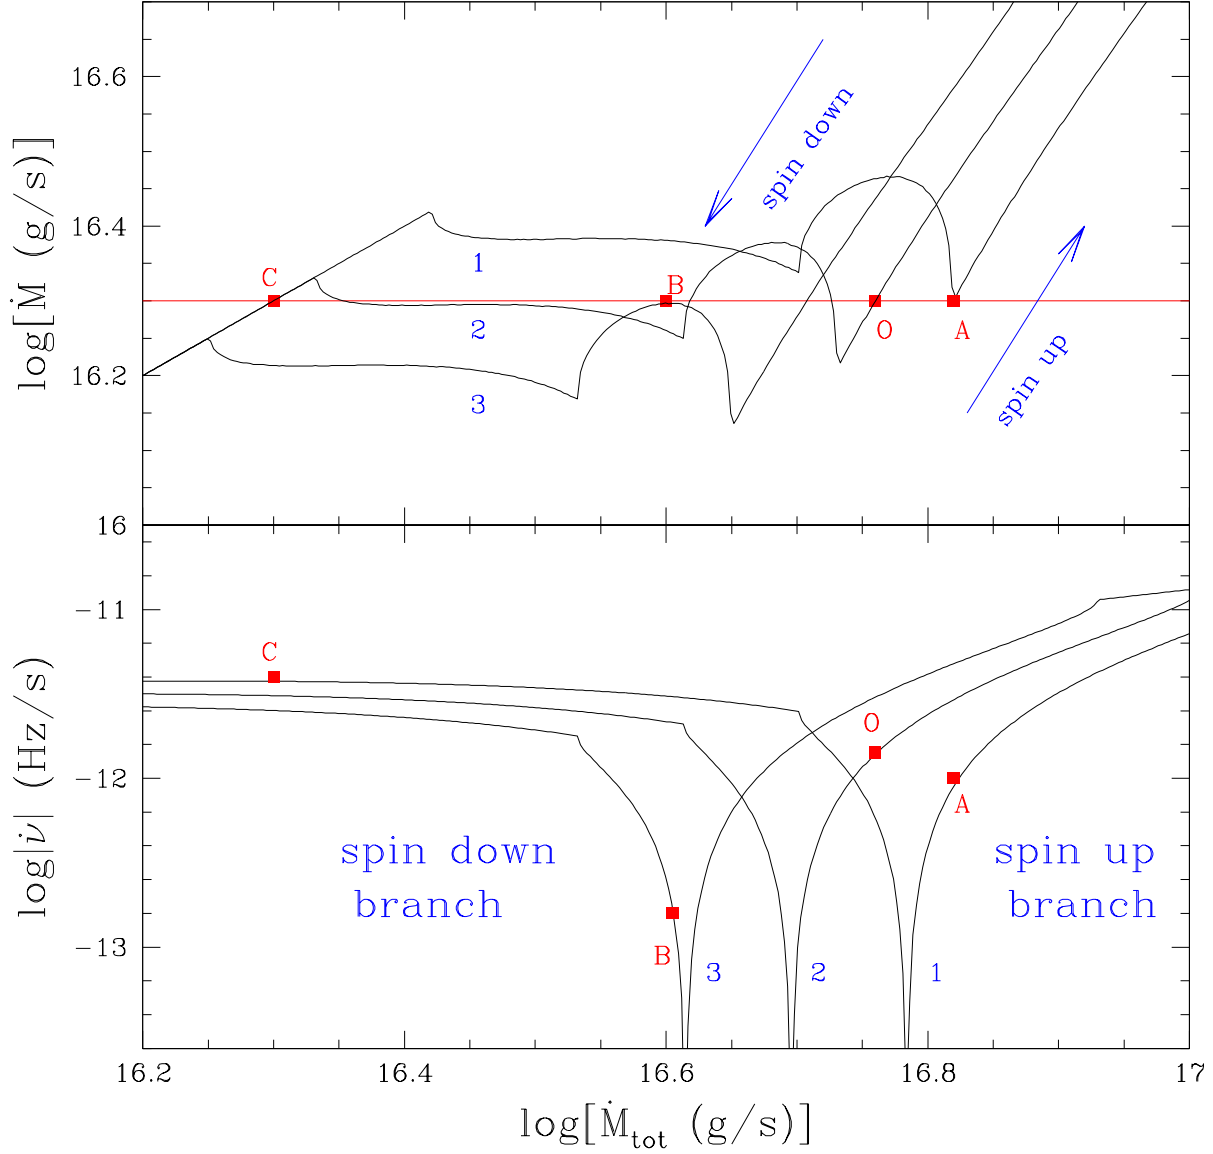 16.6
16.4
16.2
16
log[Ṁ (g/s)]
spin down
spin up
C
B
O
A
1
2
3
−11
−12
−13
log|ν̇| (Hz/s)
C
O
A
B
spin down
branch
spin up
branch
3
2
1
16.2
16.4
16.6
16.8
17
log[Ṁtot (g/s)]